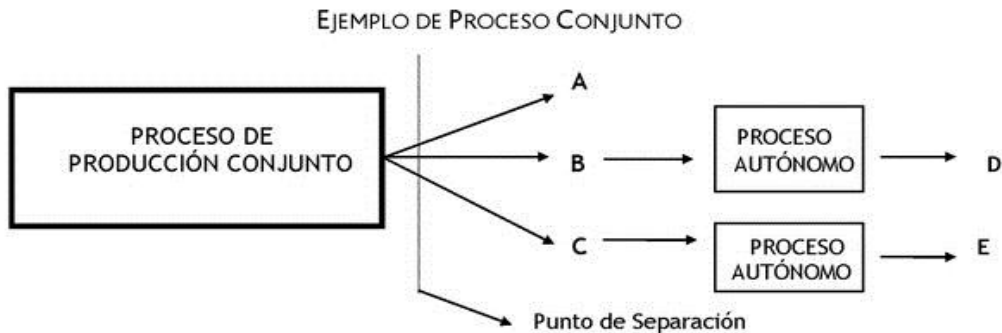 EJEMPLO DE PROCESO CONJUNTO
A
PROCESO DE
PRODUCCIÓN CONJUNTO
B
PROCESO
AUTÓNOMO
D
C
PROCESO
AUTÓNOMO
E
Punto de Separación